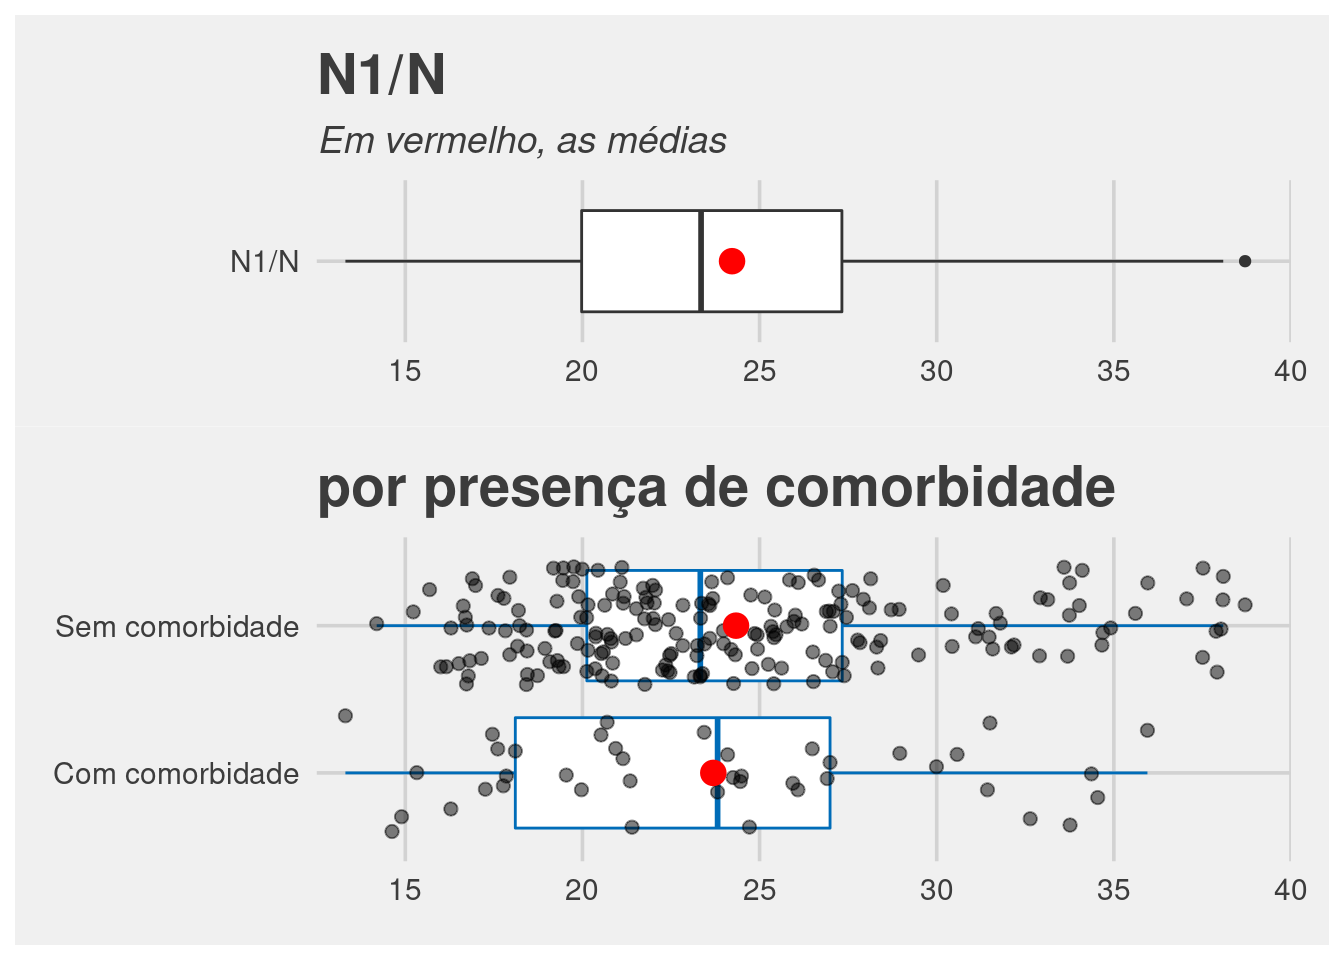 N1/N
Em vermelho, as médias
N1/N
15 20 25 30 35 40
por presença de comorbidade
Sem comorbidade
Com comorbidade
15 20 25 30 35 40